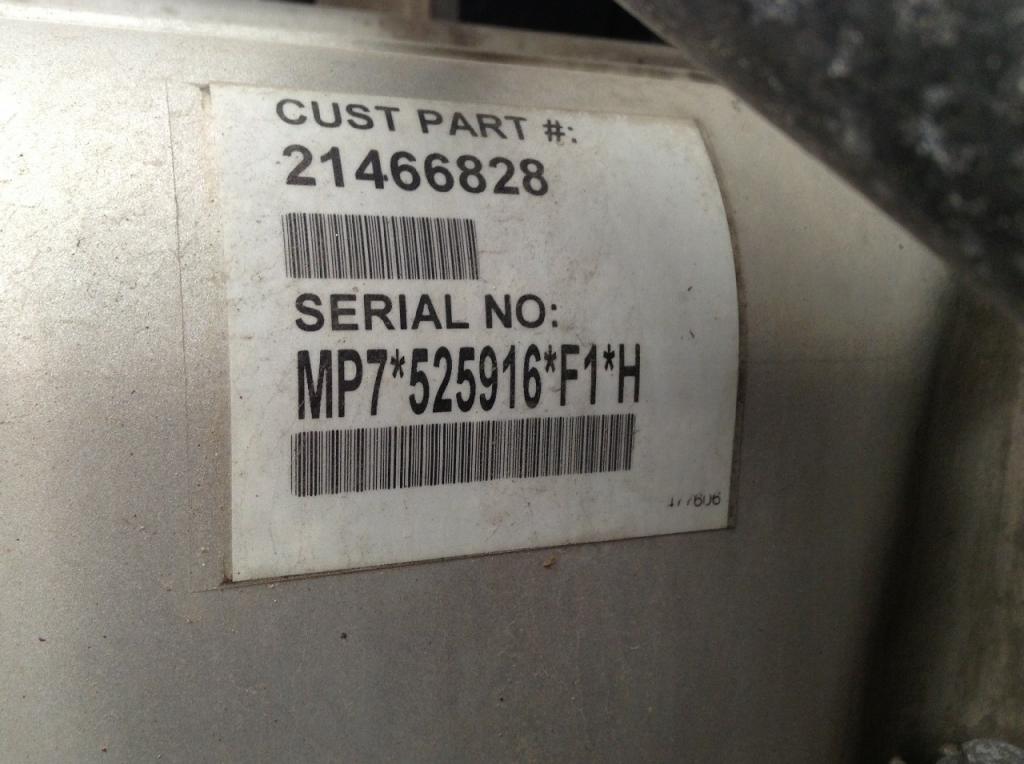 CUST PART #:
21466828
SERIAL NO:
MP7*525916*F1*H